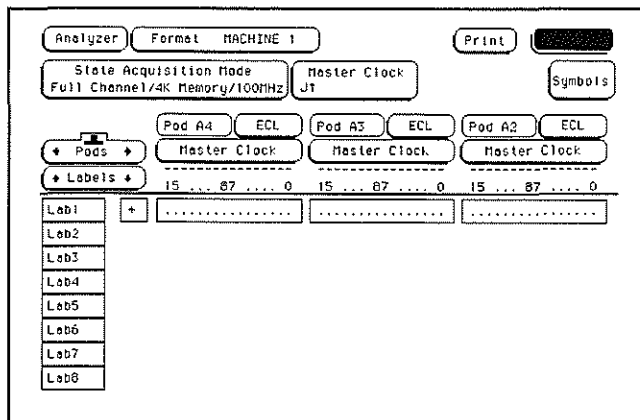 Analyzer Format MACHINE 1 Print
State Acquisition Mode
Full Channel/4K Memory/100MHz
Master Clock
J↑
Symbols
Pod A4 ECL Pod A3 ECL Pod A2 ECL
← Pods → Master Clock Master Clock Master Clock
↑ Labels ↓
15 ... 87 .... 0 15 ... 87 .... 0 15 ... 87 .... 0
Lab1 + ................ ................ ................
Lab2
Lab3
Lab4
Lab5
Lab6
Lab7
Lab8